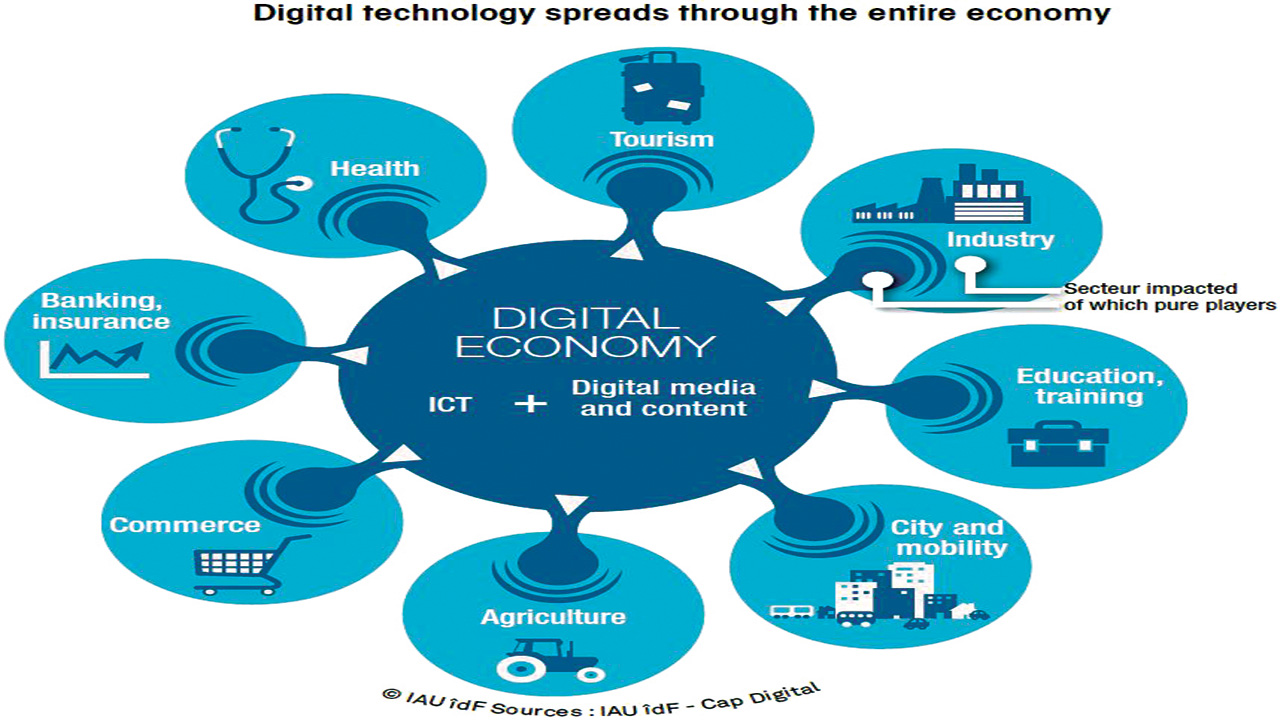 Digital technology spreads through the entire economy
Tourism
Health
Industry
Secteur impacted
of which pure players
Banking,
insurance
DIGITAL
ECONOMY
ICT + Digital media
and content
Education,
training
Commerce
City and
mobility
Agriculture
© IAU îdF Sources : IAU îdF - Cap Digital